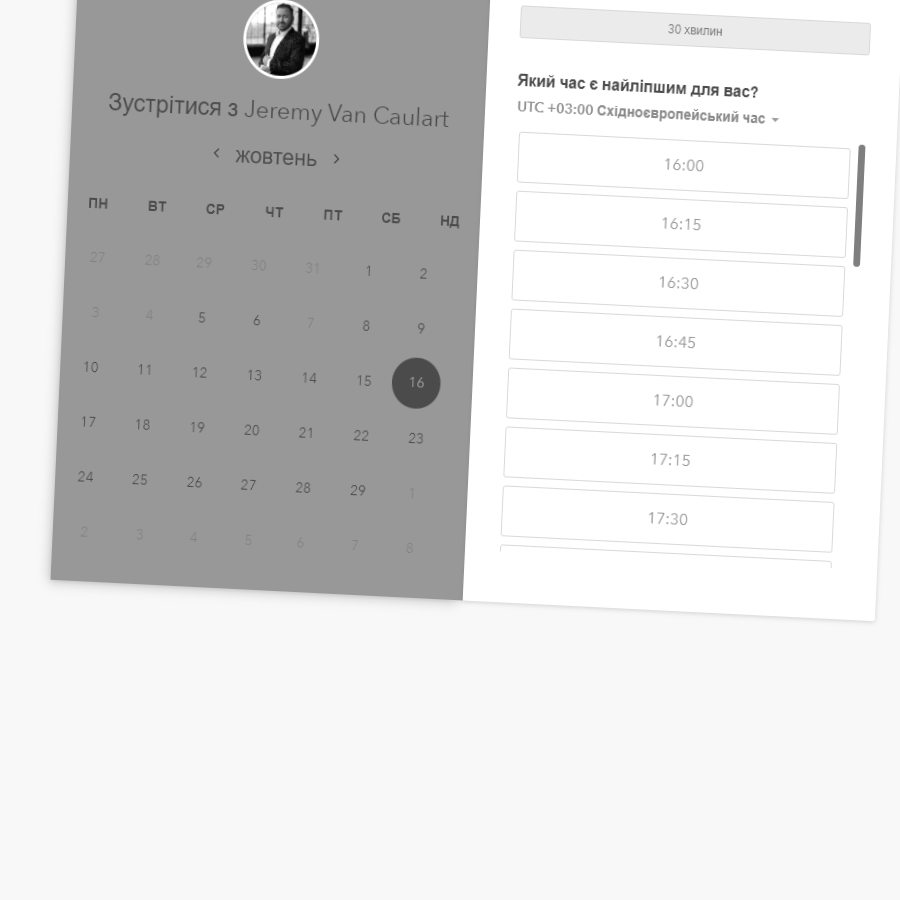 Зустрітися з Jeremy Van Caulart
жовтень
ПН ВТ СР ЧТ ПТ СБ НД
27 28 29 30 31 1 2
3 4 5 6 7 8 9
10 11 12 13 14 15 16
17 18 19 20 21 22 23
24 25 26 27 28 29 1
2 3 4 5 6 7 8
30 хвилин
Який час є найліпшим для вас?
UTC +03:00 Східноєвропейський час
16:00
16:15
16:30
16:45
17:00
17:15
17:30